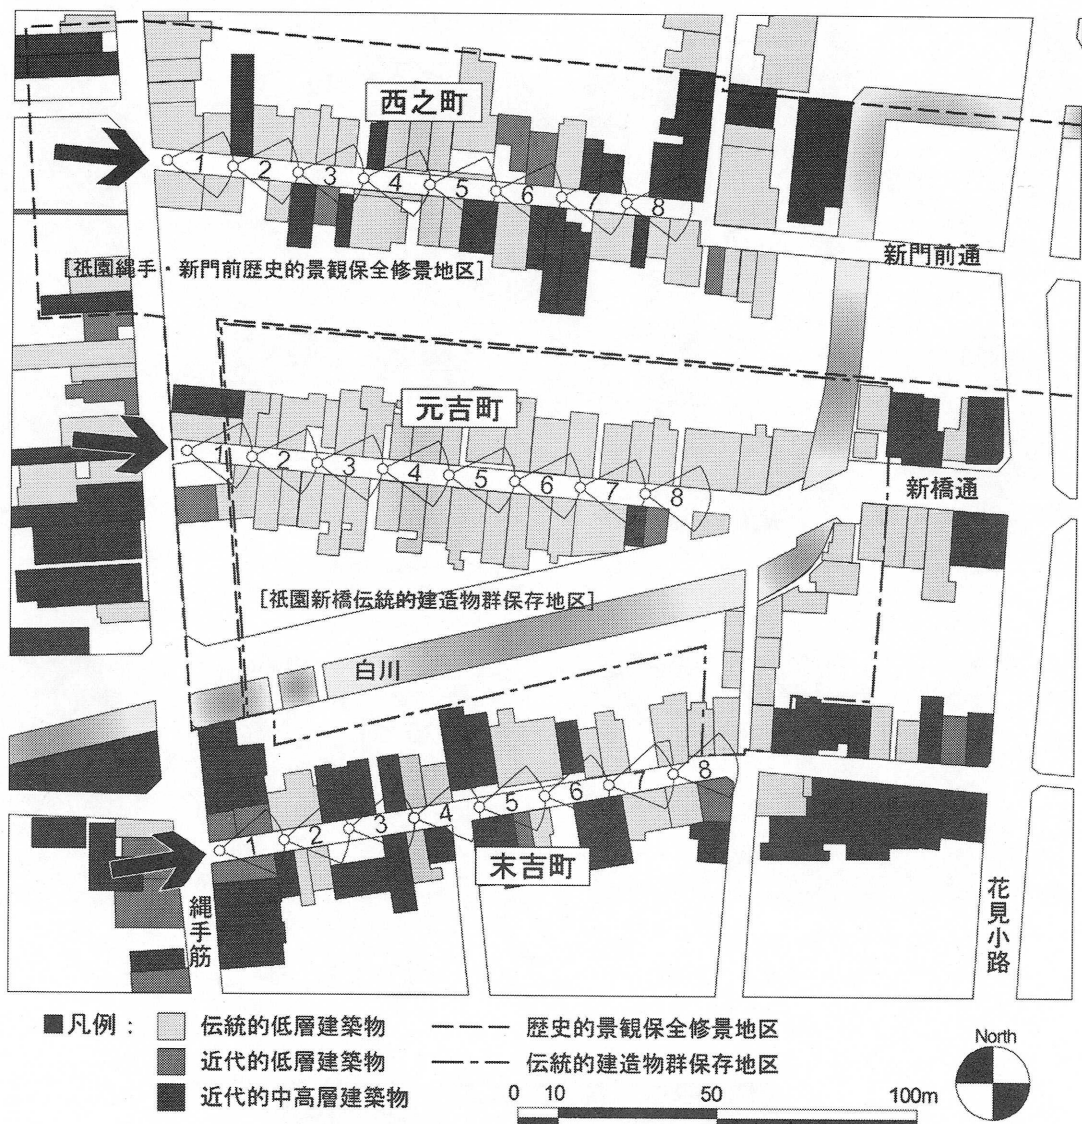 西之町
1 2 3 4 5 6 7 8
新門前通
[祇園縄手・新門前歴史的景観保全修景地区]
元吉町
1 2 3 4 5 6 7 8
新橋通
[祇園新橋伝統的建造物群保存地区]
白川
1 2 3 4 5 6 7 8
末吉町
縄手筋
花見小路
■凡例：
伝統的低層建築物
歴史的景観保全修景地区
近代的低層建築物
伝統的建造物群保存地区
近代的中高層建築物
North
0 10 50 100m